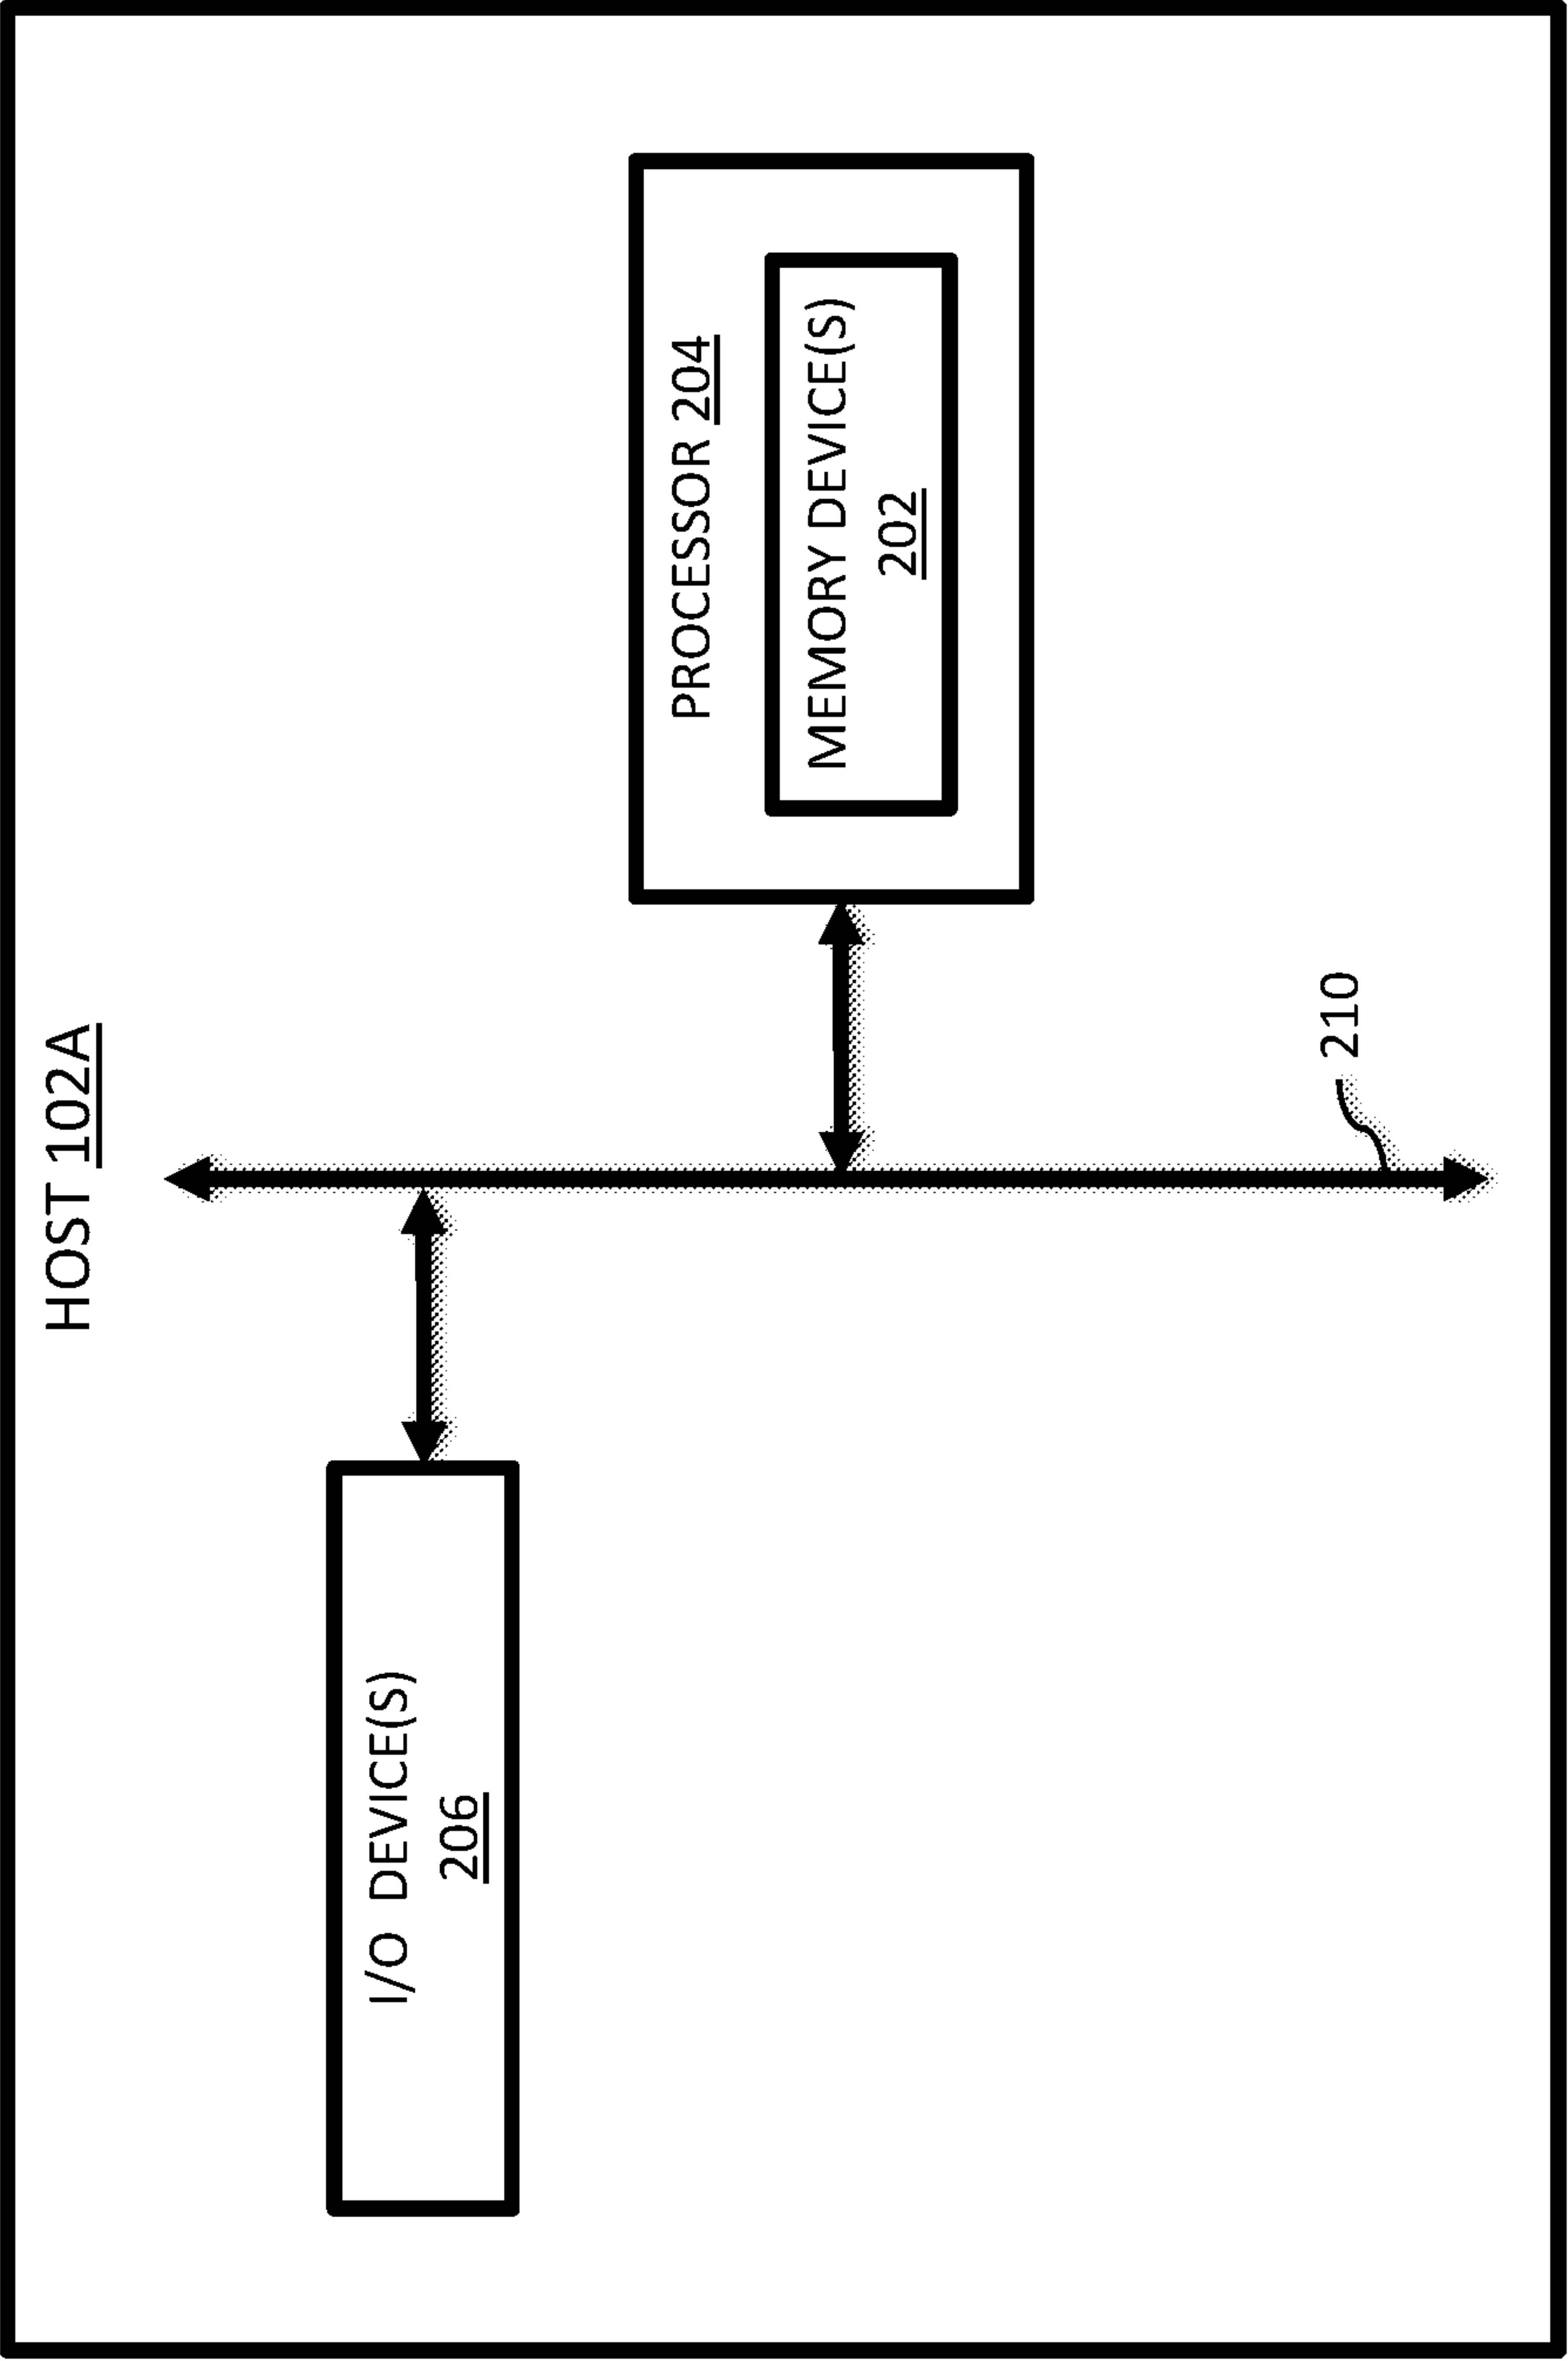 HOST 102A
I/O DEVICE(S)
206
PROCESSOR 204
MEMORY DEVICE(S)
202
210